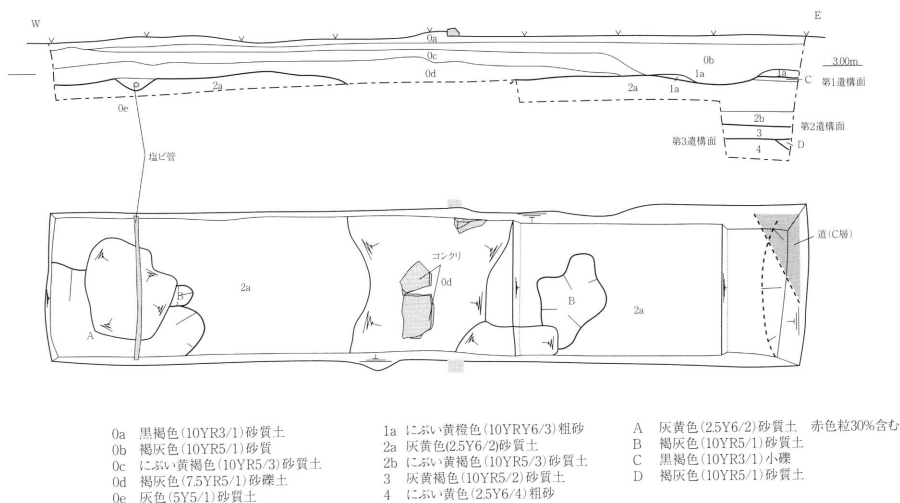 W
E
0a
0c
0b
3.00m
0d
1a
1a
C
第1遺構面
2a
2a
1a
0e
2b
第2遺構面
3
第3遺構面
4
D
塩ビ管
道(C層)
コンクリ
0d
2a
B
B
2a
A
0a 黒褐色(10YR3/1)砂質土
0b 褐灰色(10YR5/1)砂質
0c にぶい黄褐色(10YR5/3)砂質土
0d 褐灰色(7.5YR5/1)砂礫土
0e 灰色(5Y5/1)砂質土
1a にぶい黄橙色(10YRY6/3)粗砂
2a 灰黄色(2.5Y6/2)砂質土
2b にぶい黄褐色(10YR5/3)砂質土
3 灰黄褐色(10YR5/2)砂質土
4 にぶい黄色(2.5Y6/4)粗砂
A 灰黄色(2.5Y6/2)砂質土 赤色粒30%含む
B 褐灰色(10YR5/1)砂質土
C 黒褐色(10YR3/1)小礫
D 褐灰色(10YR5/1)砂質土